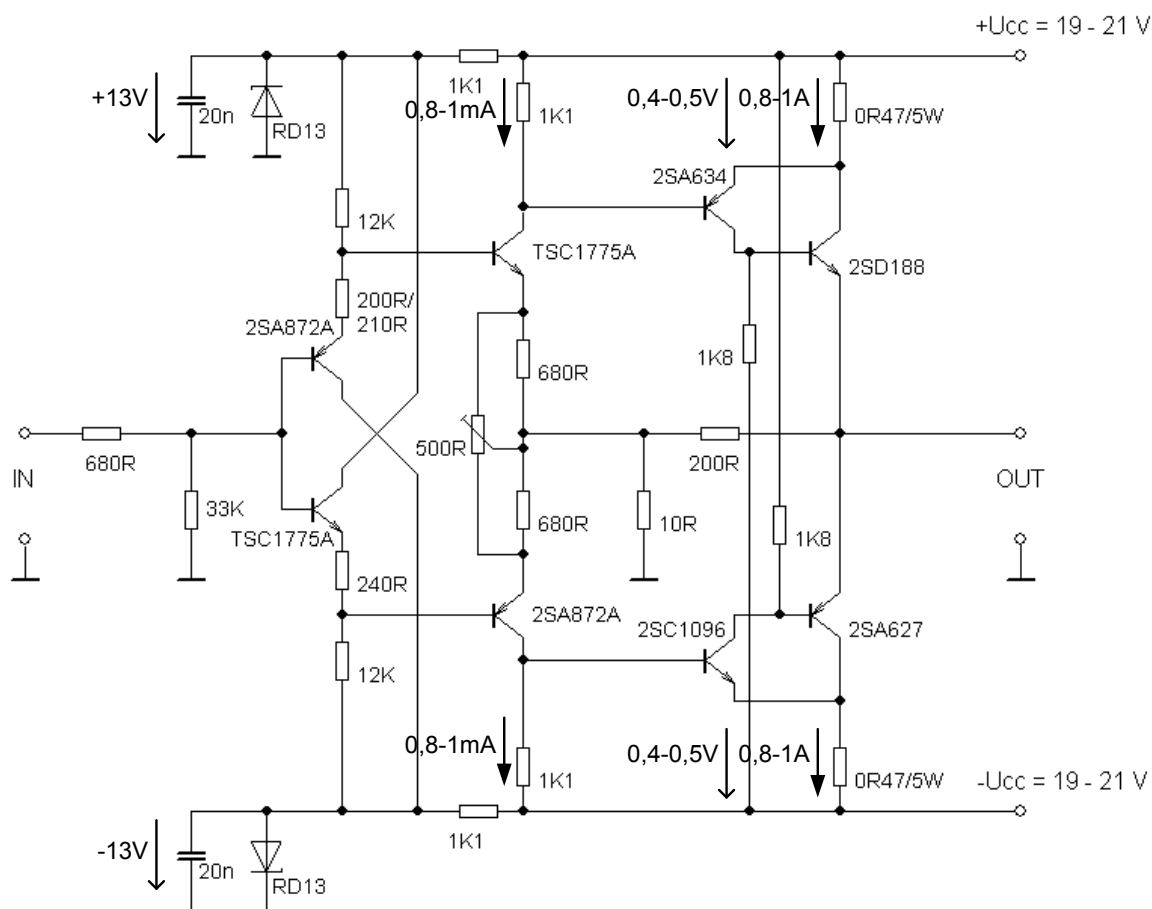 +Ucc = 19 - 21 V
1K1
+13V
20n
RD13
0,8-1mA
1K1
0,4-0,5V
0,8-1A
0R47/5W
2SA634
12K
TSC1775A
2SD188
200R/
210R
2SA872A
680R
1K8
500R
200R
IN
680R
OUT
33K
680R
10R
1K8
TSC1775A
240R
2SA872A
2SC1096
2SA627
12K
0,8-1mA
1K1
0,4-0,5V
0,8-1A
0R47/5W
-Ucc = 19 - 21 V
1K1
-13V
20n
RD13